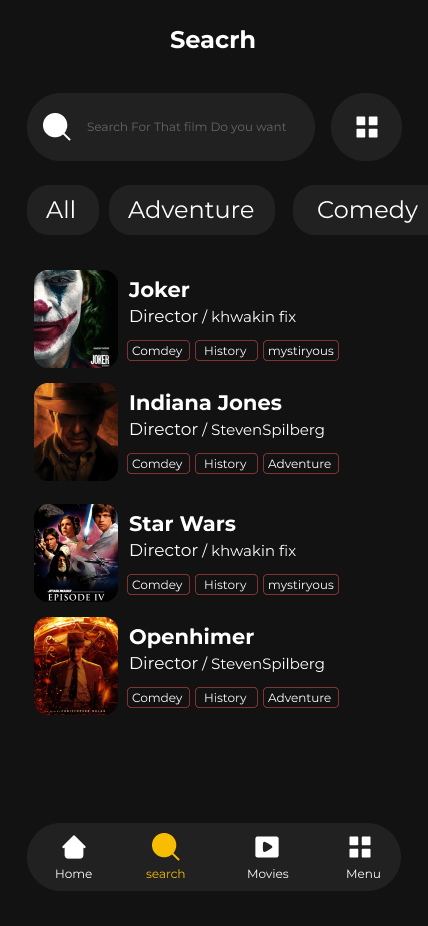 Seacrh
Search For That film Do you want
All Adventure Comedy
Joker
Director / khwakin fix
Comdey History mystiryous
JOKER
Indiana Jones
Director / StevenSpilberg
Comdey History Adventure
Star Wars
Director / khwakin fix
Comdey History mystiryous
EPISODE IV
Openhimer
Director / StevenSpilberg
Comdey History Adventure
Home search Movies Menu